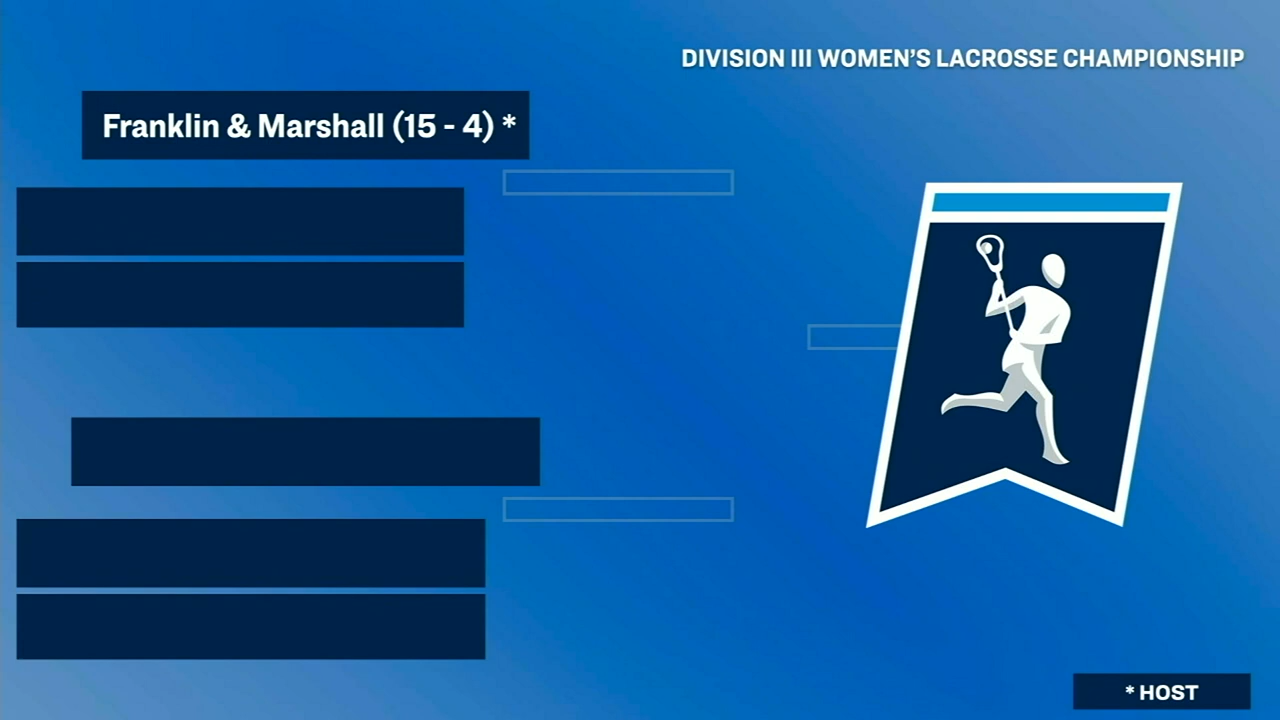 DIVISION III WOMEN’S LACROSSE CHAMPIONSHIP
Franklin & Marshall (15 - 4) *
* HOST